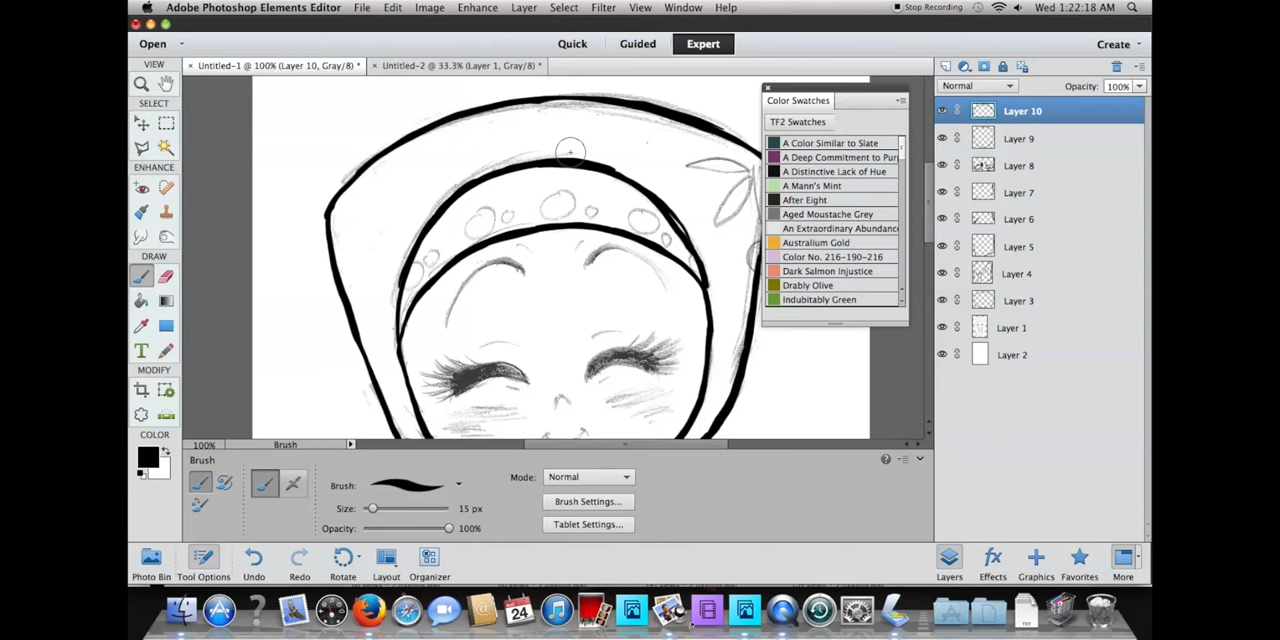 Adobe Photoshop Elements Editor File Edit Image Enhance Layer Select Filter View Window Help Stop Recording Wed 1:22:18 AM
Open Quick Guided Expert Create
VIEW
× Untitled-1 @ 100% (Layer 10, Gray/8) * × Untitled-2 @ 33.3% (Layer 1, Gray/8) *
Normal Opacity: 100%
SELECT
Color Swatches
TF2 Swatches
A Color Similar to Slate
A Deep Commitment to Pur
A Distinctive Lack of Hue
A Mann's Mint
After Eight
Aged Moustache Grey
An Extraordinary Abundance
Australium Gold
Color No. 216-190-216
Dark Salmon Injustice
Drably Olive
Indubitably Green
Layer 10
Layer 9
Layer 8
Layer 7
Layer 6
Layer 5
Layer 4
Layer 3
Layer 1
Layer 2
ENHANCE
DRAW
T
MODIFY
COLOR
100% Brush
Brush
Brush:
Size: 15 px
Opacity: 100%
Mode: Normal
Brush Settings...
Tablet Settings...
Photo Bin Tool Options Undo Redo Rotate Layout Organizer Layers Effects Graphics Favorites More
fx
24
TXT